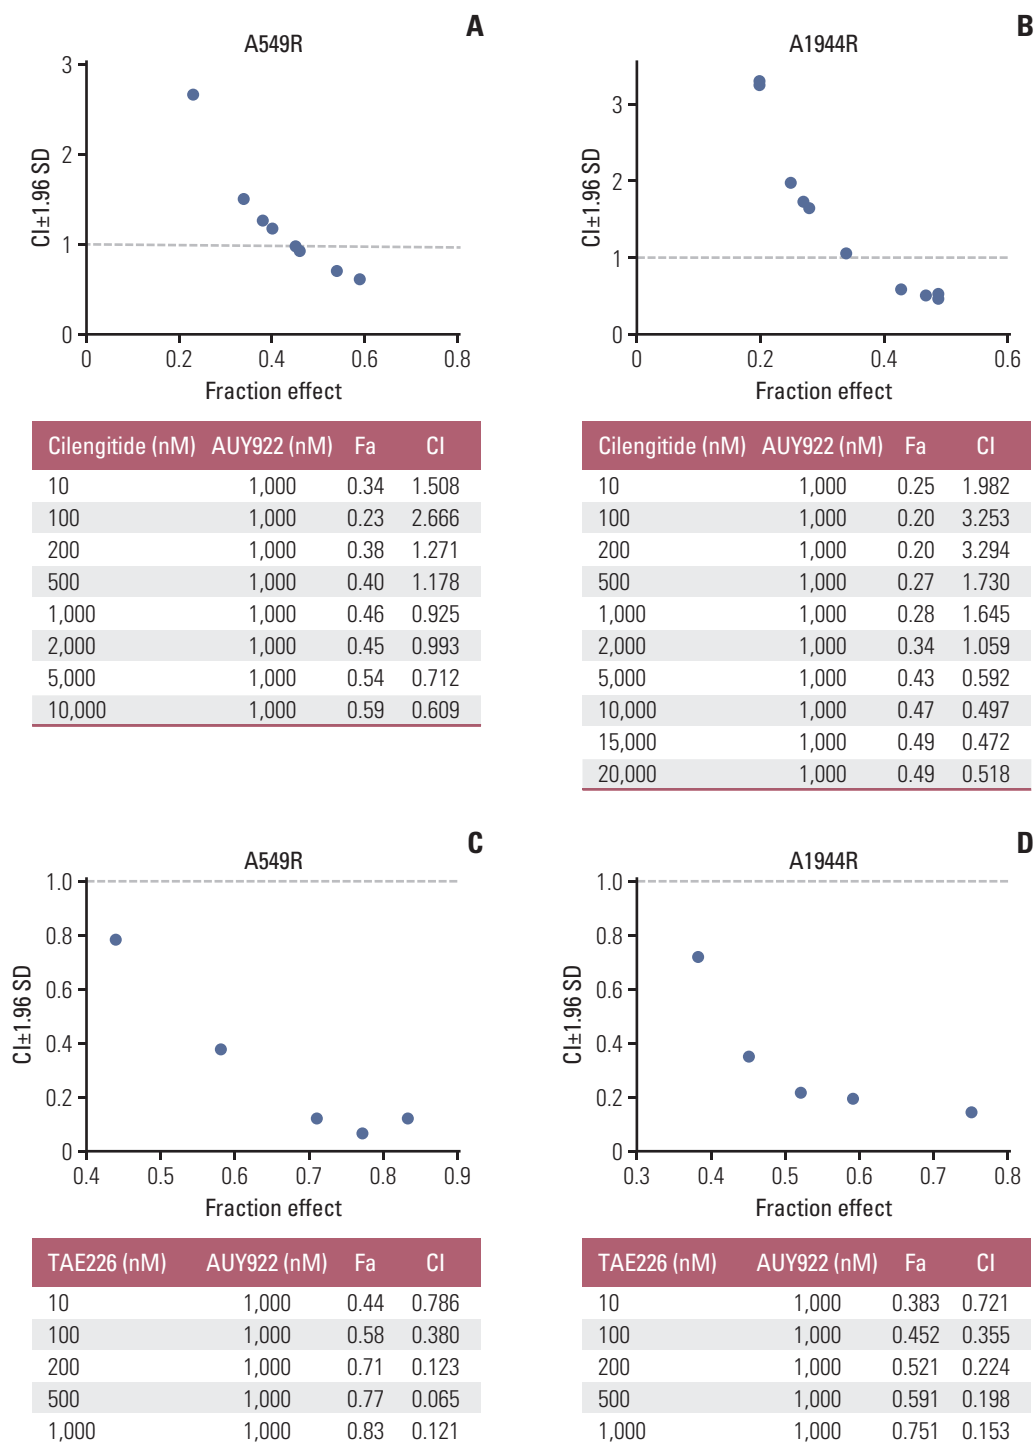 A
A549R
3
2
1
0
CI±1.96 SD
0 0.2 0.4 0.6 0.8
Fraction effect
Cilengitide (nM) AUY922 (nM) Fa CI
10 1,000 0.34 1.508
100 1,000 0.23 2.666
200 1,000 0.38 1.271
500 1,000 0.40 1.178
1,000 1,000 0.46 0.925
2,000 1,000 0.45 0.993
5,000 1,000 0.54 0.712
10,000 1,000 0.59 0.609
B
A1944R
3
2
1
0
CI±1.96 SD
0 0.2 0.4 0.6
Fraction effect
Cilengitide (nM) AUY922 (nM) Fa CI
10 1,000 0.25 1.982
100 1,000 0.20 3.253
200 1,000 0.20 3.294
500 1,000 0.27 1.730
1,000 1,000 0.28 1.645
2,000 1,000 0.34 1.059
5,000 1,000 0.43 0.592
10,000 1,000 0.47 0.497
15,000 1,000 0.49 0.472
20,000 1,000 0.49 0.518
C
A549R
1.0
0.8
0.6
0.4
0.2
0
CI±1.96 SD
0.4 0.5 0.6 0.7 0.8 0.9
Fraction effect
TAE226 (nM) AUY922 (nM) Fa CI
10 1,000 0.44 0.786
100 1,000 0.58 0.380
200 1,000 0.71 0.123
500 1,000 0.77 0.065
1,000 1,000 0.83 0.121
D
A1944R
1.0
0.8
0.6
0.4
0.2
0
CI±1.96 SD
0.3 0.4 0.5 0.6 0.7 0.8
Fraction effect
TAE226 (nM) AUY922 (nM) Fa CI
10 1,000 0.383 0.721
100 1,000 0.452 0.355
200 1,000 0.521 0.224
500 1,000 0.591 0.198
1,000 1,000 0.751 0.153